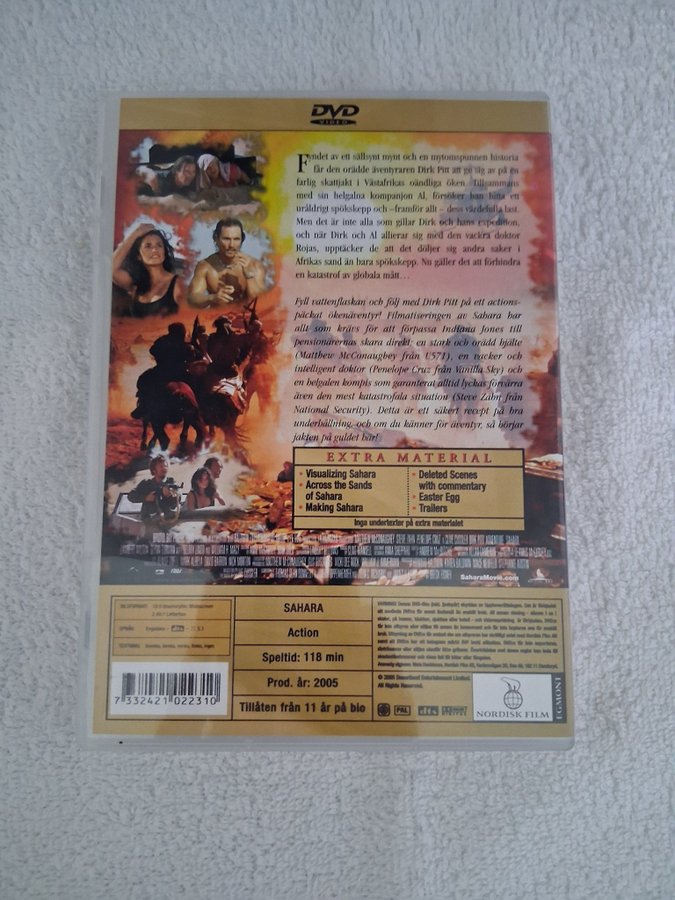 DVD
VIDEO
Fyndet av ett sällsynt mynt och en mytomspunnen historia
får den orädde äventyraren Dirk Pitt att ge sig av på en
farlig skattjakt i Västafrikas oändliga öken. Tillsammans
med sin helgalna kompanjon Al, försöker han hitta ett
uråldrigt spökskepp och –framför allt – dess värdefulla last.
Men det är inte alla som gillar Dirk och hans expedition,
och när Dirk och Al allierar sig med den vackra doktor
Rojas, upptäcker de att det döljer sig andra saker i
Afrikas sand än bara spökskepp. Nu gäller det att förhindra
en katastrof av globala mått…
Fyll vattenflaskan och följ med Dirk Pitt på ett actions-
päckat ökenäventyr! Filmatiseringen av Sahara har
allt som krävs för att förpassa Indiana Jones till
pensionärernas skara direkt: en stark och orädd hjälte
(Matthew McConaughey från U571), en vacker och
intelligent doktor (Penelope Cruz från Vanilla Sky) och
en helgalen kompis som garanterat alltid lyckas förvärra
även den mest katastrofala situation (Steve Zahn från
National Security). Detta är ett säkert recept på bra
underhållning, och om du känner för äventyr, så börjar
jakten på guldet här!
EXTRA MATERIAL
• Visualizing Sahara
• Across the Sands
of Sahara
• Making Sahara
• Deleted Scenes
with commentary
• Easter Egg
• Trailers
Inga undertexter på extra materialet
SaharaMovie.com
SAHARA
Action
Speltid: 118 min
Prod. år: 2005
Tillåten från 11 år på bio
7 332421 022310
© 2005
All Rights Reserved.
PAL
dts
NORDISK FILM
EGMONT